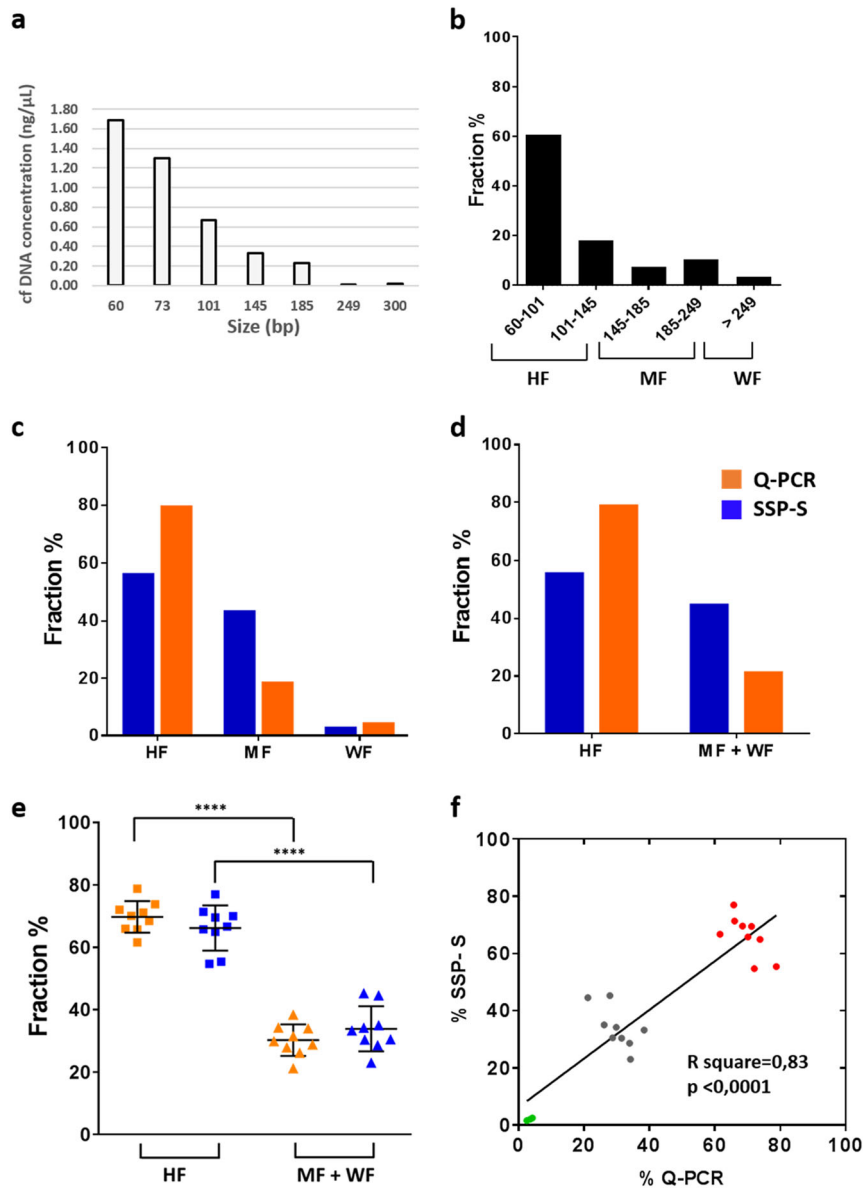 a
cf DNA concentration (ng/µL)
1.80
1.60
1.40
1.20
1.00
0.80
0.60
0.40
0.20
0.00
60 73 101 145 185 249 300
Size (bp)
b
Fraction %
100
80
60
40
20
0
60-101
101-145
145-185
185-249
> 249
HF MF WF
c
Fraction %
100
80
60
40
20
0
HF MF WF
d
Fraction %
100
80
60
40
20
0
Q-PCR
SSP-S
HF MF + WF
e
Fraction %
100
80
60
40
20
0
****
****
HF MF + WF
f
% SSP- S
100
80
60
40
20
0
R square=0,83
p <0,0001
0 20 40 60 80 100
% Q-PCR